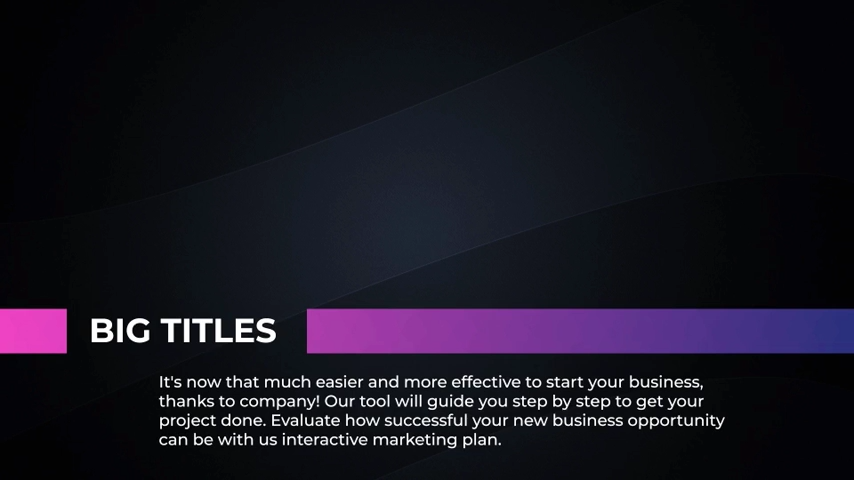 BIG TITLES
It's now that much easier and more effective to start your business,
thanks to company! Our tool will guide you step by step to get your
project done. Evaluate how successful your new business opportunity
can be with us interactive marketing plan.